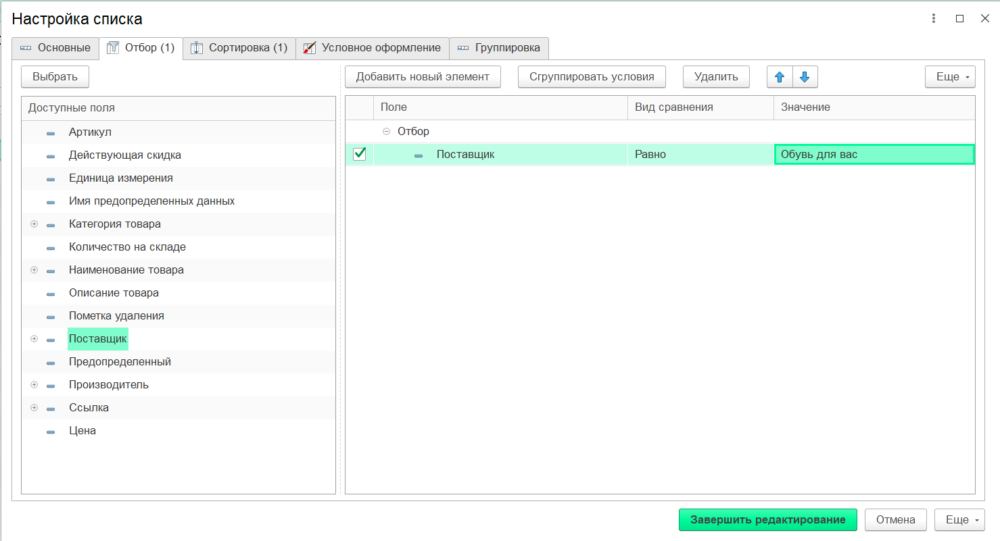 Настройка списка
Основные
Отбор (1)
Сортировка (1)
Условное оформление
Группировка
Выбрать
Добавить новый элемент
Сгруппировать условия
Удалить
Еще
Доступные поля
Артикул
Действующая скидка
Единица измерения
Имя предопределенных данных
Категория товара
Количество на складе
Наименование товара
Описание товара
Пометка удаления
Поставщик
Предопределенный
Производитель
Ссылка
Цена
Поле
Вид сравнения
Значение
Отбор
Поставщик
Равно
Обувь для вас
Завершить редактирование
Отмена
Еще